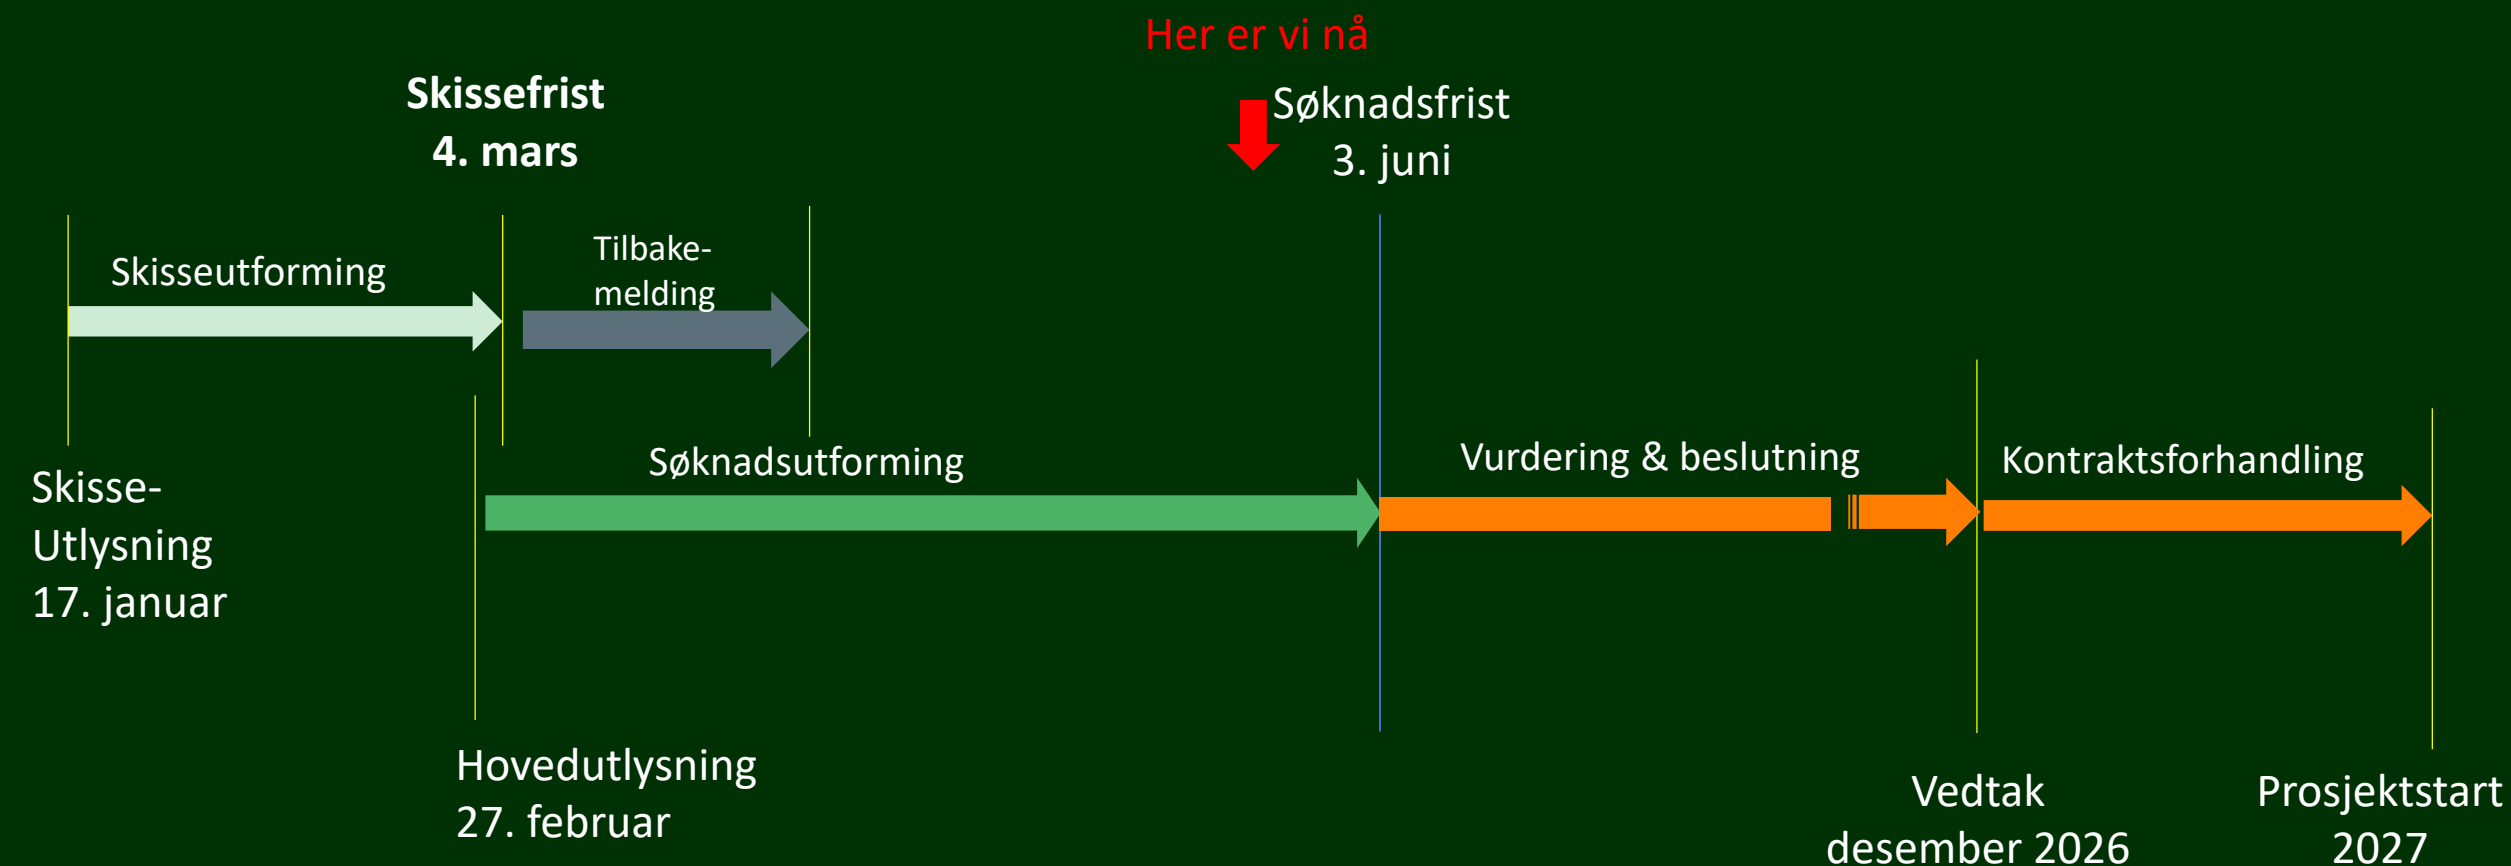 Her er vi nå
Skissefrist
4. mars
Søknadsfrist
3. juni
Skisseutforming
Tilbake-
melding
Søknadsutforming
Vurdering & beslutning
Kontraktsforhandling
Skisse-
Utlysning
17. januar
Hovedutlysning
27. februar
Vedtak
desember 2026
Prosjektstart
2027